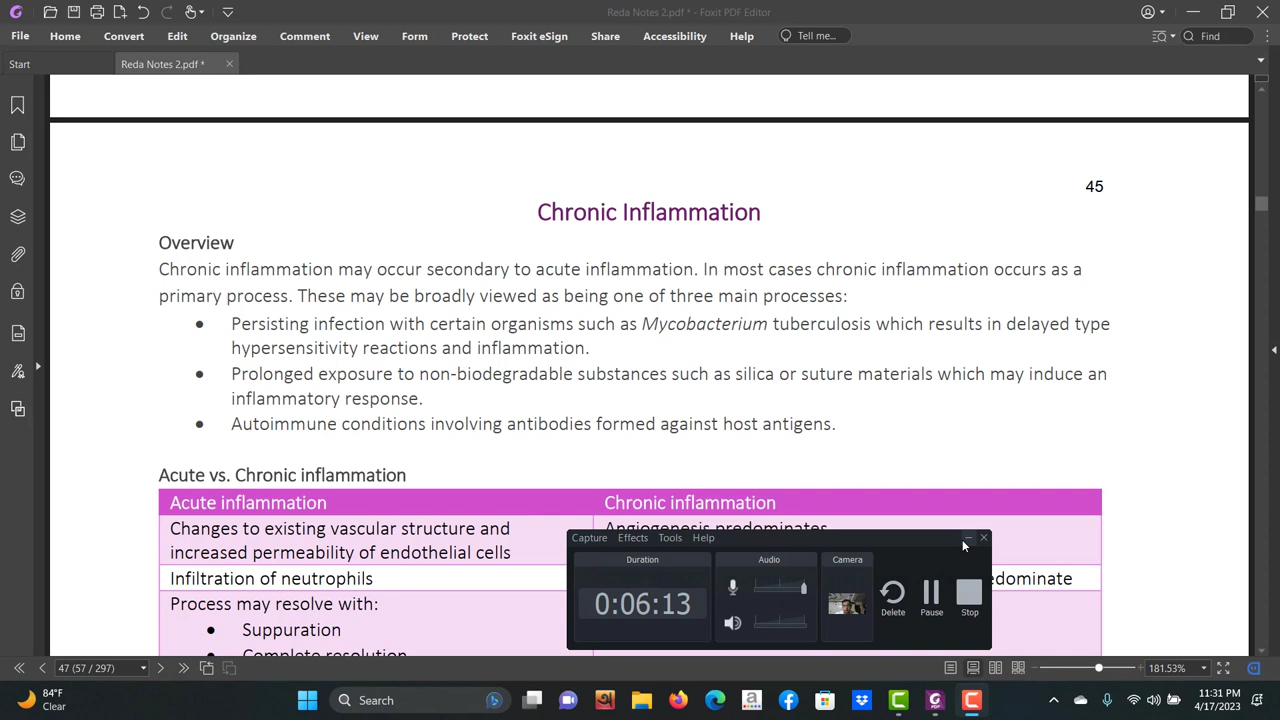 Reda Notes 2.pdf * - Foxit PDF Editor
File Home Convert Edit Organize Comment View Form Protect Foxit eSign Share Accessibility Help Tell me... Find
Start Reda Notes 2.pdf *
45
Chronic Inflammation
Overview
Chronic inflammation may occur secondary to acute inflammation. In most cases chronic inflammation occurs as a
primary process. These may be broadly viewed as being one of three main processes:
• Persisting infection with certain organisms such as Mycobacterium tuberculosis which results in delayed type
hypersensitivity reactions and inflammation.
• Prolonged exposure to non-biodegradable substances such as silica or suture materials which may induce an
inflammatory response.
• Autoimmune conditions involving antibodies formed against host antigens.
Acute vs. Chronic inflammation
Acute inflammation Chronic inflammation
Changes to existing vascular structure and
increased permeability of endothelial cells
Angiogenesis predominates
Infiltration of neutrophils
Process may resolve with:
• Suppuration
• Complete resolution
Capture Effects Tools Help
Duration Audio Camera
0:06:13
Delete Pause Stop
47 (57 / 297) 181.53%
84°F
Clear
Search
11:31 PM
4/17/2023